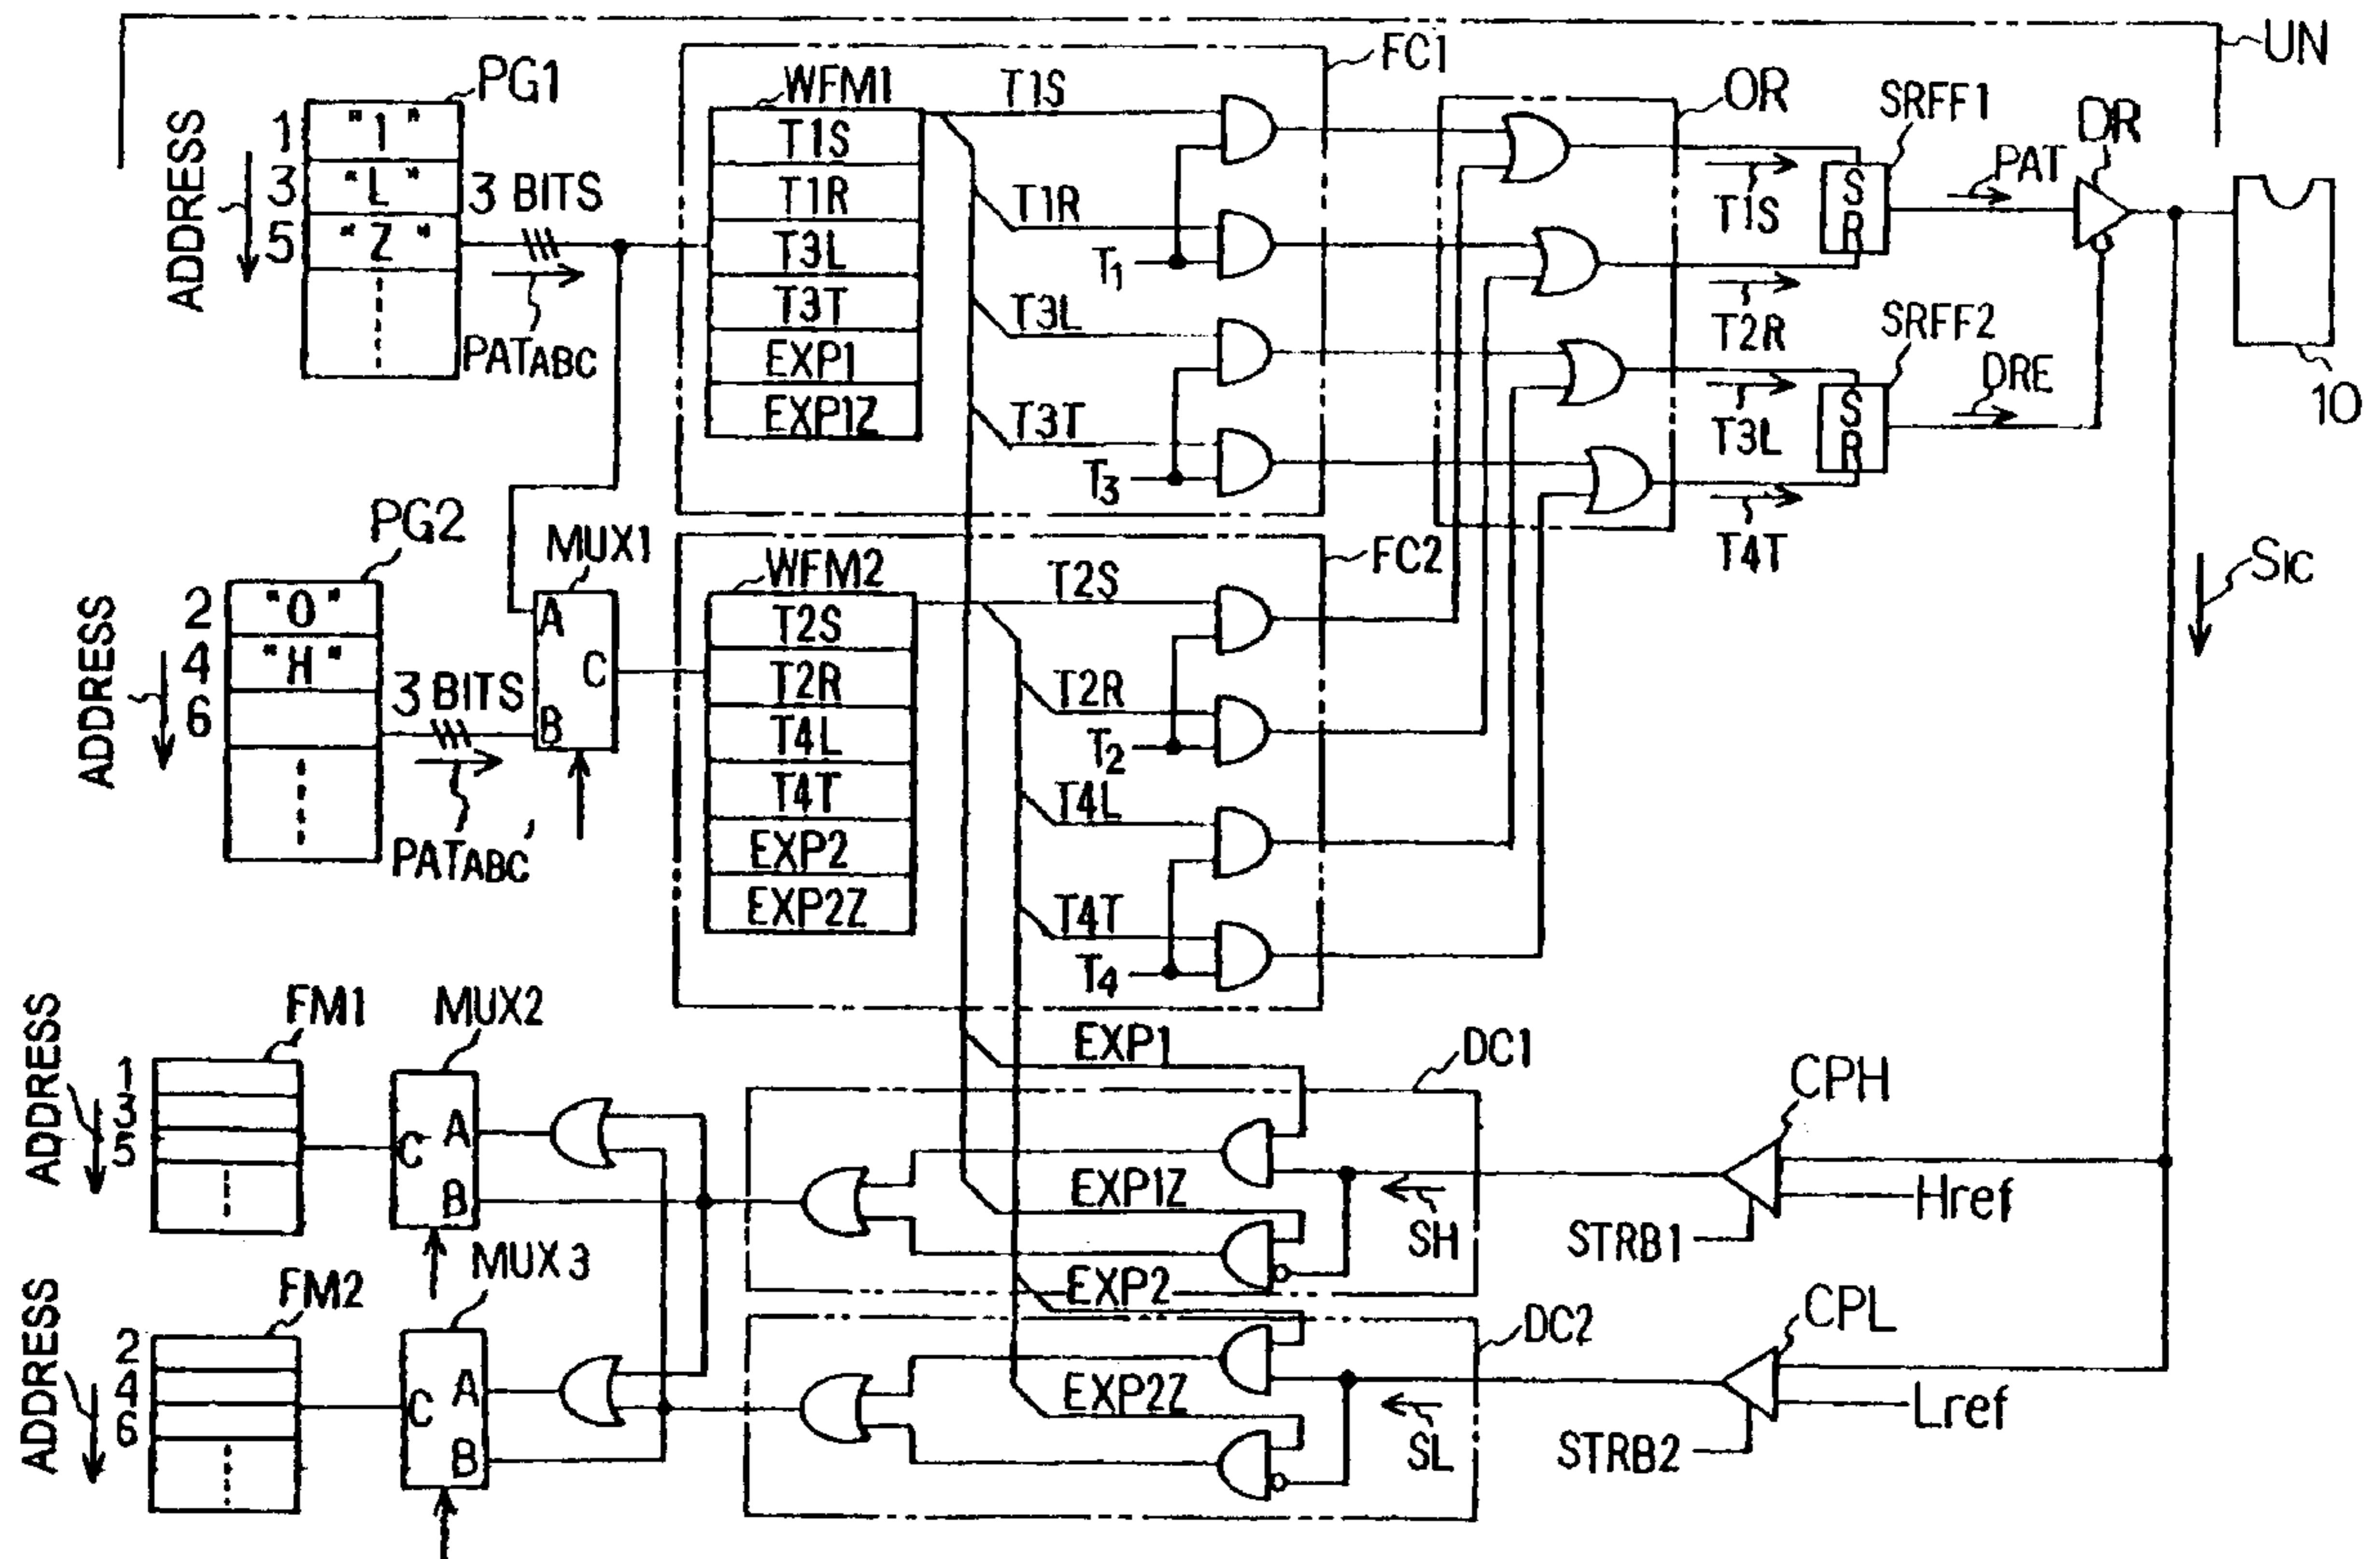 UN
PG1
ADDRESS
1 "1"
3 "L"
5 "Z"
3 BITS
PATABC
FC1
WFM1
T1S
T1R
T3L
T3T
EXP1
EXP1Z
T1S
T1R
T1
T3L
T3T
T3
OR
T1S
T2R
T3L
T4T
SRFF1
S
R
SRFF2
S
R
PAT
DRE
DR
10
SIC
PG2
ADDRESS
2 "0"
4 "H"
6
3 BITS
PATABC'
MUX1
A
B
C
FC2
WFM2
T2S
T2R
T4L
T4T
EXP2
EXP2Z
T2S
T2R
T2
T4L
T4T
T4
FM1
ADDRESS
1
3
5
MUX2
C
A
B
EXP1
EXP1Z
DC1
SH
CPH
Href
STRB1
FM2
ADDRESS
2
4
6
MUX3
C
A
B
EXP2
EXP2Z
DC2
SL
CPL
Lref
STRB2